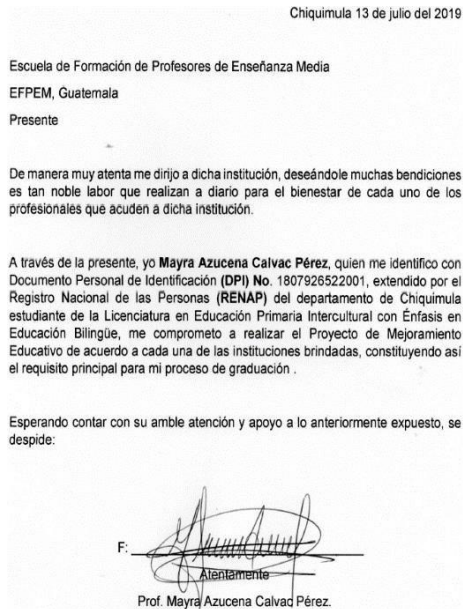 Chiquimula 13 de julio del 2019
Escuela de Formación de Profesores de Enseñanza Media
EFPEM, Guatemala
Presente
De manera muy atenta me dirijo a dicha institución, deseándole muchas bendiciones
es tan noble labor que realizan a diario para el bienestar de cada uno de los
profesionales que acuden a dicha institución.
A través de la presente, yo Mayra Azucena Calvac Pérez, quien me identifico con
Documento Personal de Identificación (DPI) No. 1807926522001, extendido por el
Registro Nacional de las Personas (RENAP) del departamento de Chiquimula
estudiante de la Licenciatura en Educación Primaria Intercultural con Énfasis en
Educación Bilingüe, me comprometo a realizar el Proyecto de Mejoramiento
Educativo de acuerdo a cada una de las instituciones brindadas, constituyendo así
el requisito principal para mi proceso de graduación .
Esperando contar con su amble atención y apoyo a lo anteriormente expuesto, se
despide:
F:
Atentamente
Prof. Mayra Azucena Calvac Pérez.